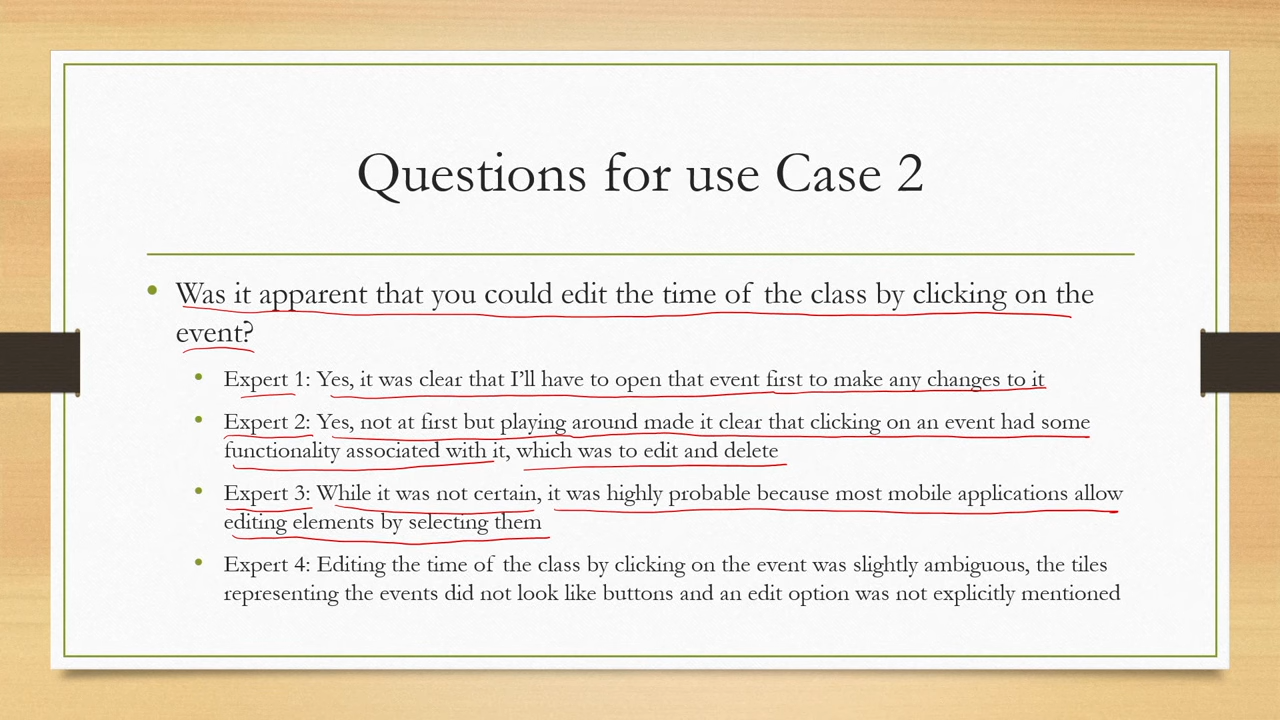 Questions for use Case 2
• Was it apparent that you could edit the time of the class by clicking on the
event?
• Expert 1: Yes, it was clear that I’ll have to open that event first to make any changes to it
• Expert 2: Yes, not at first but playing around made it clear that clicking on an event had some
functionality associated with it, which was to edit and delete
• Expert 3: While it was not certain, it was highly probable because most mobile applications allow
editing elements by selecting them
• Expert 4: Editing the time of the class by clicking on the event was slightly ambiguous, the tiles
representing the events did not look like buttons and an edit option was not explicitly mentioned